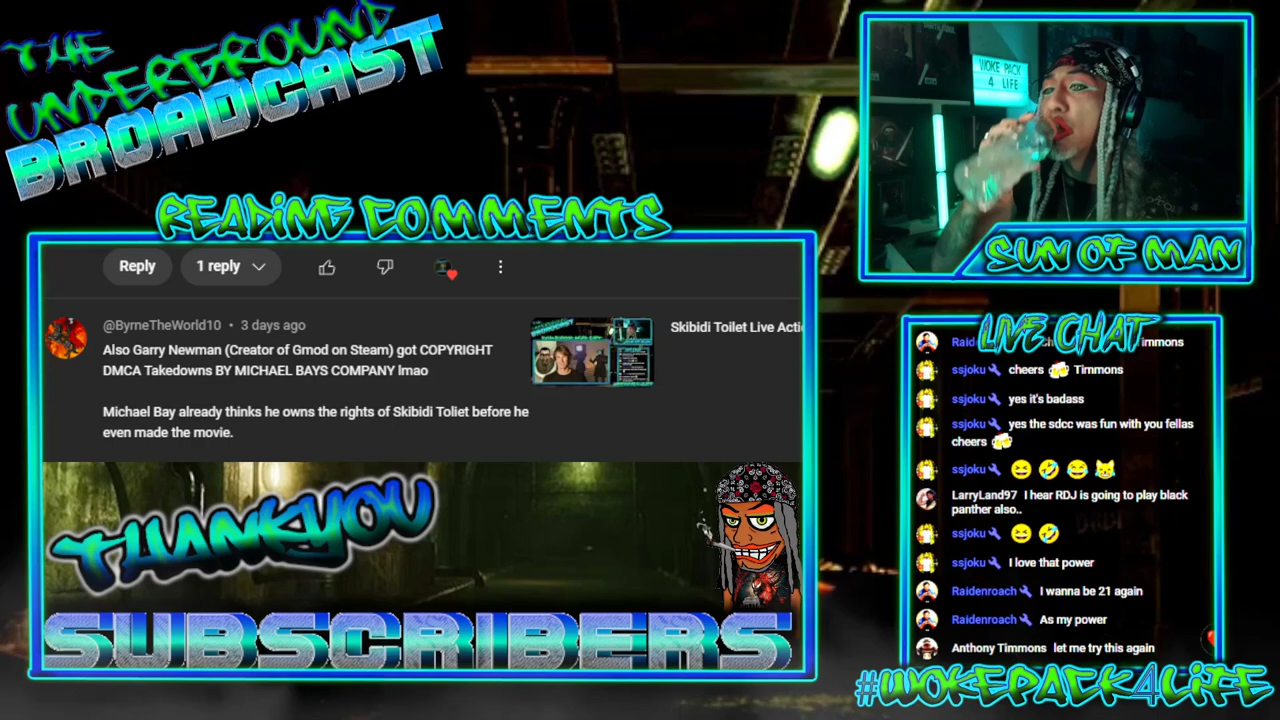 THE
UNDERGROUND
BROADCAST
READING COMMENTS
Reply
1 reply
@ByrneTheWorld10 • 3 days ago
Also Garry Newman (Creator of Gmod on Steam) got COPYRIGHT
DMCA Takedowns BY MICHAEL BAYS COMPANY lmao
Michael Bay already thinks he owns the rights of Skibidi Toliet before he
even made the movie.
Skibidi Toilet Live Actio
THANKYOU
SUBSCRIBERS
WOKE PACK
4 LIFE
SUN OF MAN
LIVE CHAT
Raid
immons
ssjoku cheers 🍻 Timmons
ssjoku yes it's badass
ssjoku yes the sdcc was fun with you fellas
cheers 🍻
ssjoku 😆 🤣 😂 😹
LarryLand97 I hear RDJ is going to play black
panther also..
ssjoku 😆 🤣
ssjoku I love that power
Raidenroach I wanna be 21 again
Raidenroach As my power
Anthony Timmons let me try this again
#WOKEPACK4LIFE